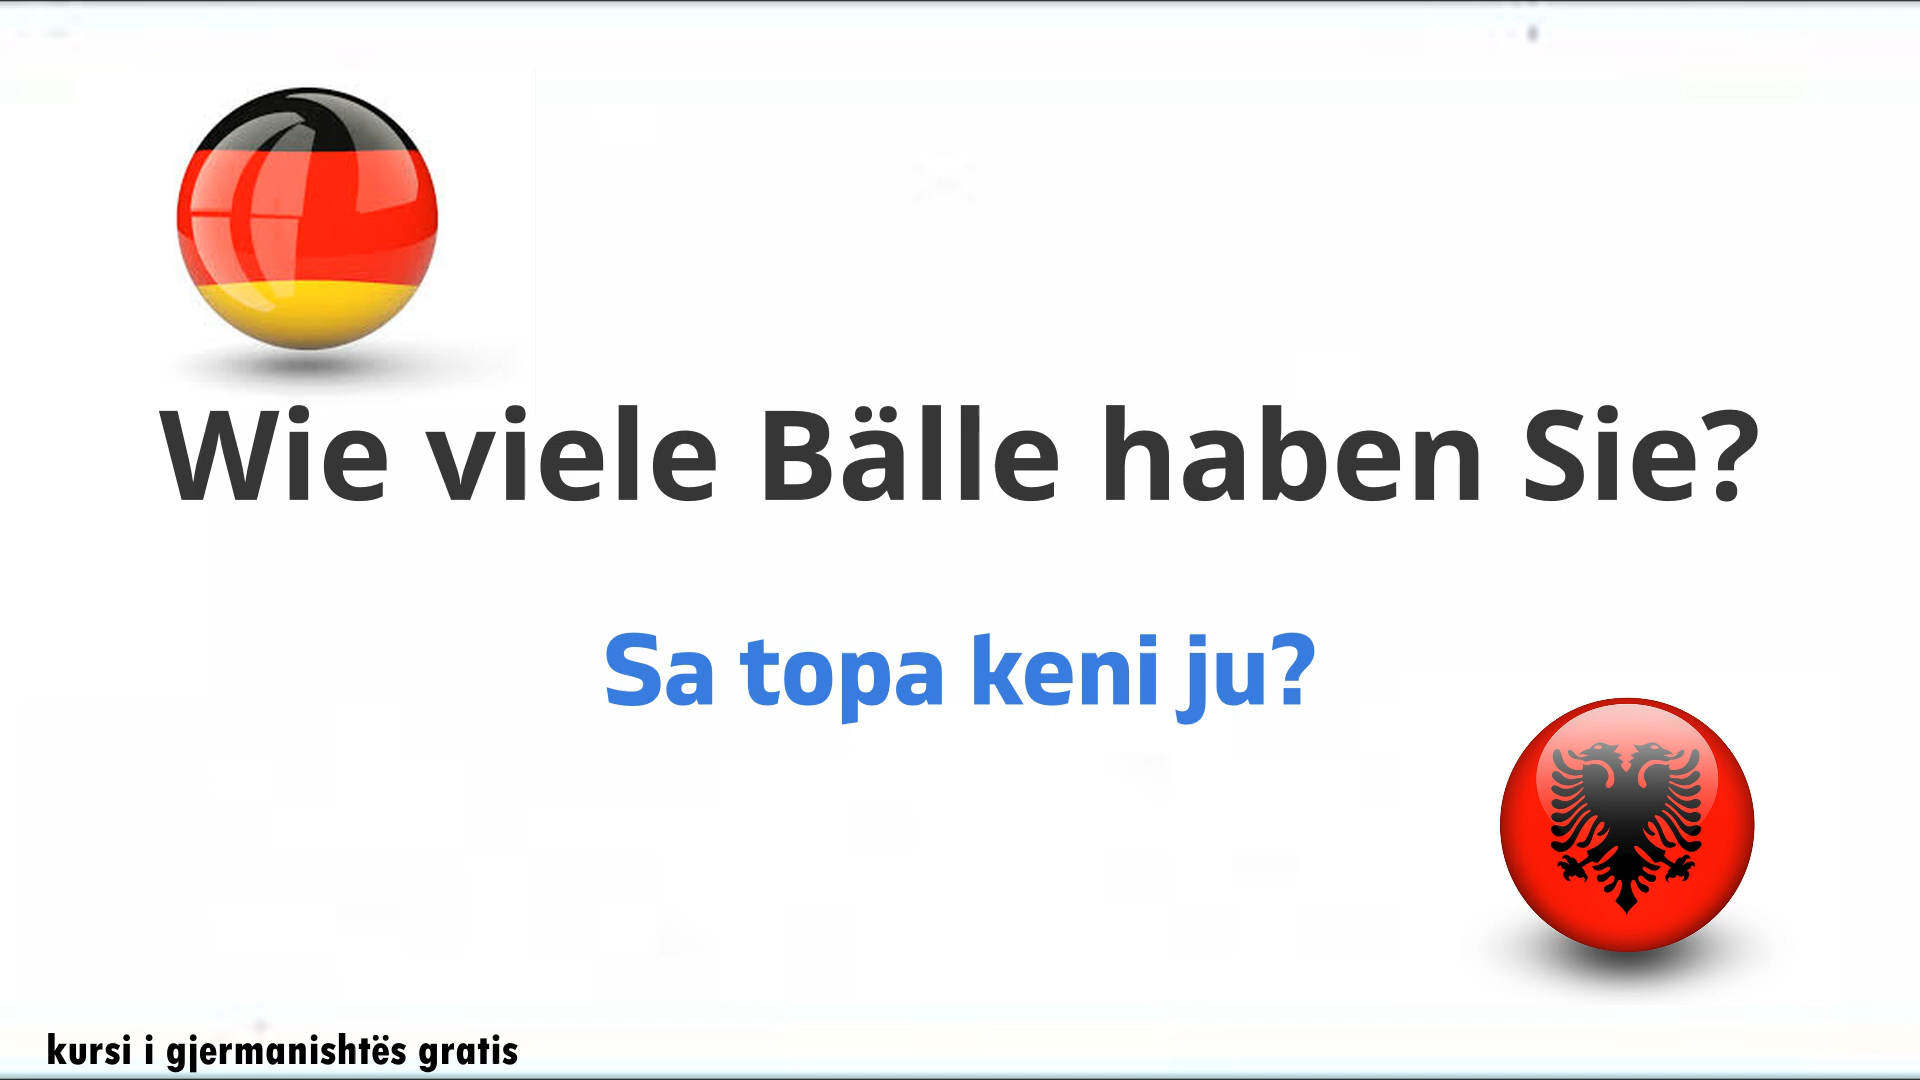 Wie viele Bälle haben Sie?
Sa topa keni ju?
kursi i gjermanishtës gratis